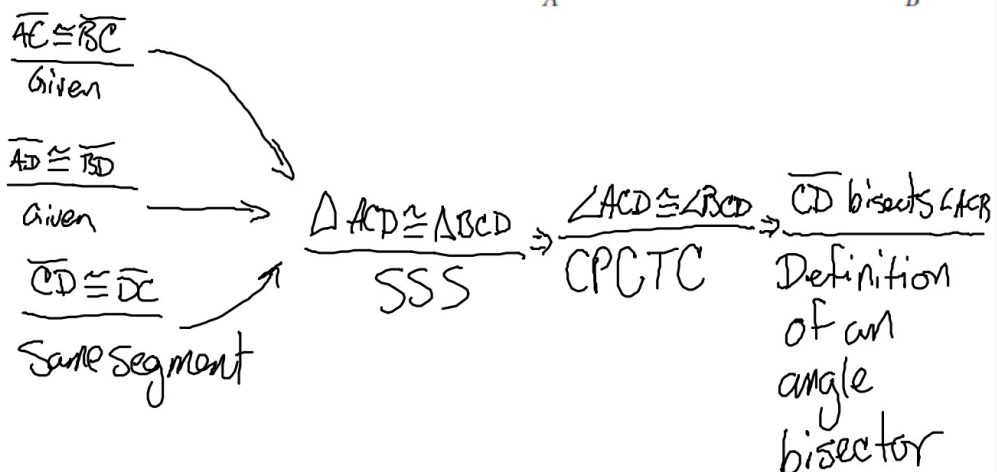 A B
AC ≅ BC
Given
AD ≅ BD
Given
CD ≅ DC
Same segment
△ACD ≅ △BCD
SSS
∠ACD ≅ ∠BCD
CPCTC
CD bisects ∠ACB
Definition
of an
angle
bisector